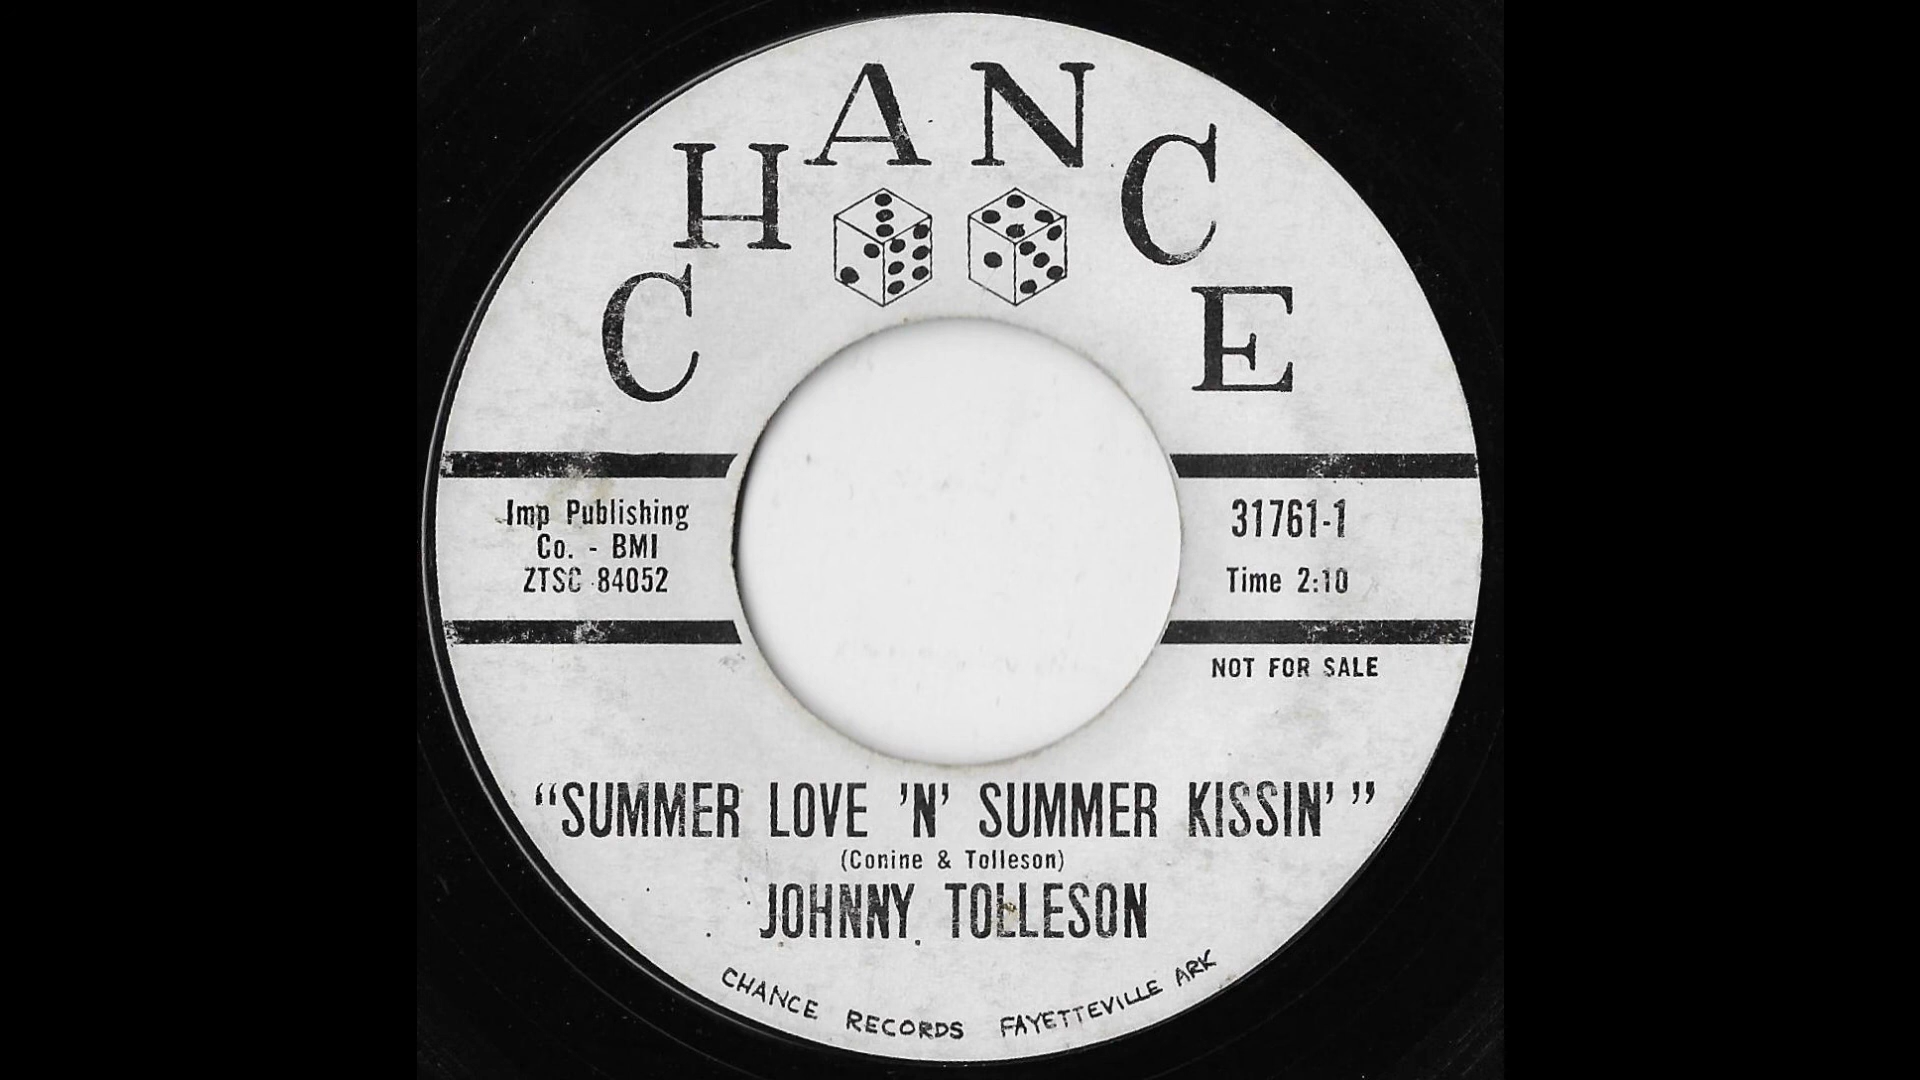 CHANCE
Imp Publishing
Co. - BMI
ZTSC 84052
31761-1
Time 2:10
NOT FOR SALE
“SUMMER LOVE 'N' SUMMER KISSIN'”
(Conine & Tolleson)
JOHNNY TOLLESON
CHANCE RECORDS FAYETTEVILLE ARK